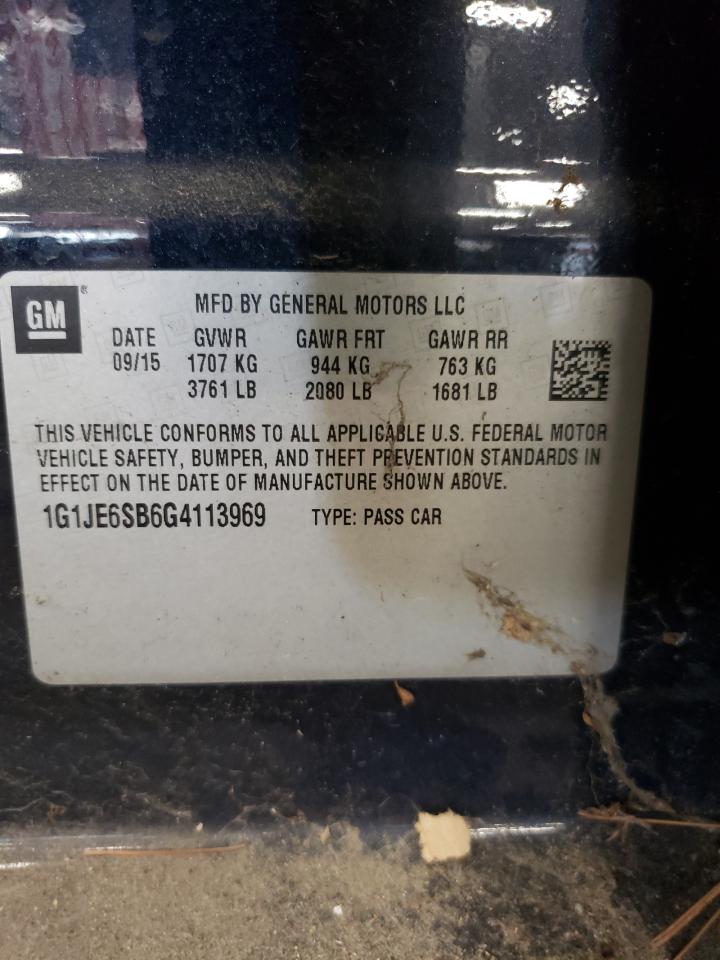 GM ®
MFD BY GENERAL MOTORS LLC
DATE GVWR GAWR FRT GAWR RR
09/15 1707 KG 944 KG 763 KG
3761 LB 2080 LB 1681 LB
THIS VEHICLE CONFORMS TO ALL APPLICABLE U.S. FEDERAL MOTOR
VEHICLE SAFETY, BUMPER, AND THEFT PREVENTION STANDARDS IN
EFFECT ON THE DATE OF MANUFACTURE SHOWN ABOVE.
1G1JE6SB6G4113969 TYPE: PASS CAR